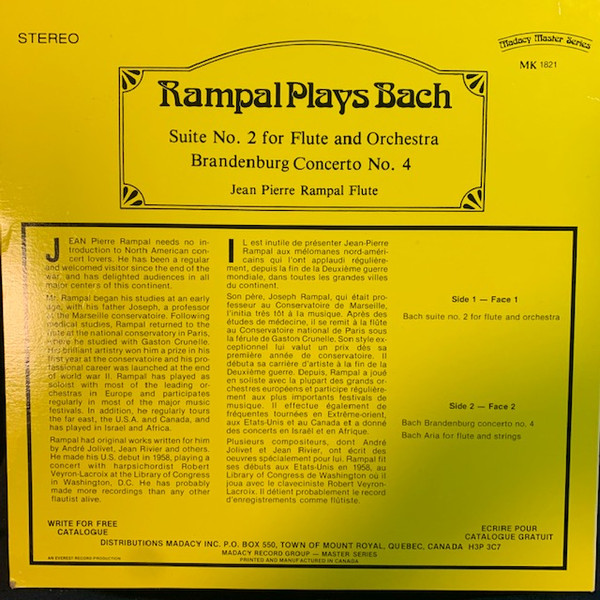 STEREO
Madacy Master Series
MK 1821
Rampal Plays Bach
Suite No. 2 for Flute and Orchestra
Brandenburg Concerto No. 4
Jean Pierre Rampal Flute
JEAN Pierre Rampal needs no in-
troduction to North American con-
cert lovers. He has been a regular
and welcomed visitor since the end of the
war, and has delighted audiences in all
major centers of this continent.
Mr. Rampal began his studies at an early
age, with his father Joseph, a professor
at the Marseille conservatoire. Following
medical studies, Rampal returned to the
flute at the national conservatory in Paris,
where he studied with Gaston Crunelle.
His brilliant artistry won him a prize in his
first year at the conservatoire and his pro-
fessional career was launched at the end
of world war II. Rampal has played as
soloist with most of the leading or-
chestras in Europe and participates
regularly in most of the major music
festivals. In addition, he regularly tours
the far east, the U.S.A. and Canada, and
has played in Israel and Africa.
Rampal had original works written for him
by André Jolivet, Jean Rivier and others.
He made his U.S. debut in 1958, playing a
concert with harpsichordist Robert
Veyron-Lacroix at the Library of Congress
in Washington, D.C. He has probably
made more recordings than any other
flautist alive.
IL est inutile de présenter Jean-Pierre
Rampal aux mélomanes nord-améri-
cains qui l'ont applaudi régulière-
ment, depuis la fin de la Deuxième guerre
mondiale, dans toutes les grandes villes
du continent.
Son père, Joseph Rampal, qui était pro-
fesseur au Conservatoire de Marseille,
l'initia très tôt à la musique. Après des
études de médecine, il se remit à la flûte
au Conservatoire national de Paris sous
la férule de Gaston Crunelle. Son style ex-
ceptionnel lui valut un prix dès sa
première année de conservatoire. Il
débuta sa carrière d'artiste à la fin de la
Deuxième guerre. Depuis, Rampal a joué
en soliste avec la plupart des grands or-
chestres européens et participe régulière-
ment aux plus importants festivals de
musique. Il effectue également de
fréquentes tournées en Extrême-orient,
aux Etats-Unis et au Canada et a donné
des concerts en Israël et en Afrique.
Plusieurs compositeurs, dont André
Jolivet et Jean Rivier, ont écrit des
oeuvres spécialement pour lui. Rampal fit
ses débuts aux Etats-Unis en 1958, au
Library of Congress de Washington où il
joua avec le claveciniste Robert Veyron-
Lacroix. Il détient probablement le record
d'enregistrements comme flûtiste.
Side 1 — Face 1
Bach suite no. 2 for flute and orchestra
Side 2 — Face 2
Bach Brandenburg concerto no. 4
Bach Aria for flute and strings
WRITE FOR FREE
CATALOGUE
ECRIRE POUR
CATALOGUE GRATUIT
DISTRIBUTIONS MADACY INC. P.O. BOX 550, TOWN OF MOUNT ROYAL, QUEBEC, CANADA H3P 3C7
MADACY RECORD GROUP — MASTER SERIES
AN EVEREST RECORD PRODUCTION
PRINTED AND MANUFACTURED IN CANADA